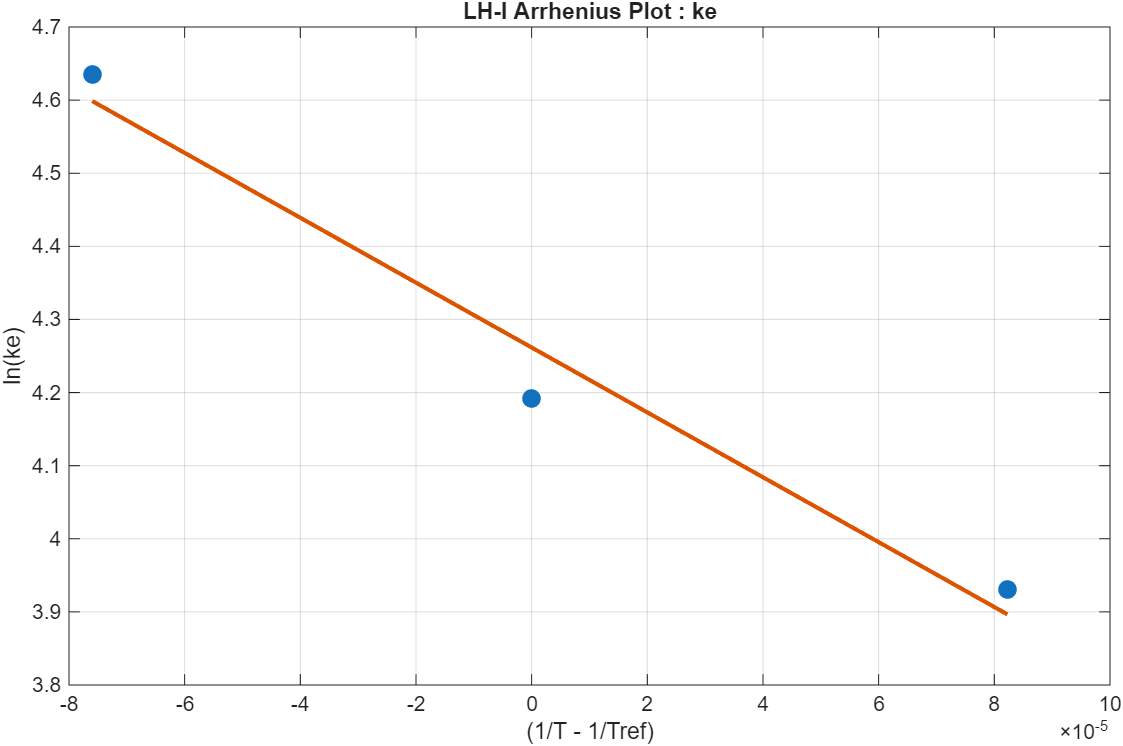 LH-I Arrhenius Plot : ke
4.7
4.6
4.5
4.4
4.3
4.2
4.1
4
3.9
3.8
ln(ke)
-8 -6 -4 -2 0 2 4 6 8 10
(1/T - 1/Tref)
×10-5